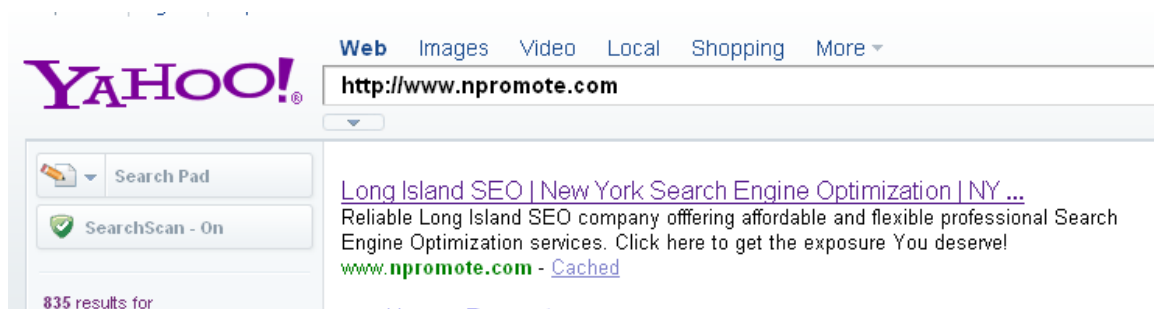 Web Images Video Local Shopping More
YAHOO!®
http://www.npromote.com
Search Pad
SearchScan - On
835 results for
Long Island SEO | New York Search Engine Optimization | NY ...
Reliable Long Island SEO company offfering affordable and flexible professional Search
Engine Optimization services. Click here to get the exposure You deserve!
www.npromote.com - Cached